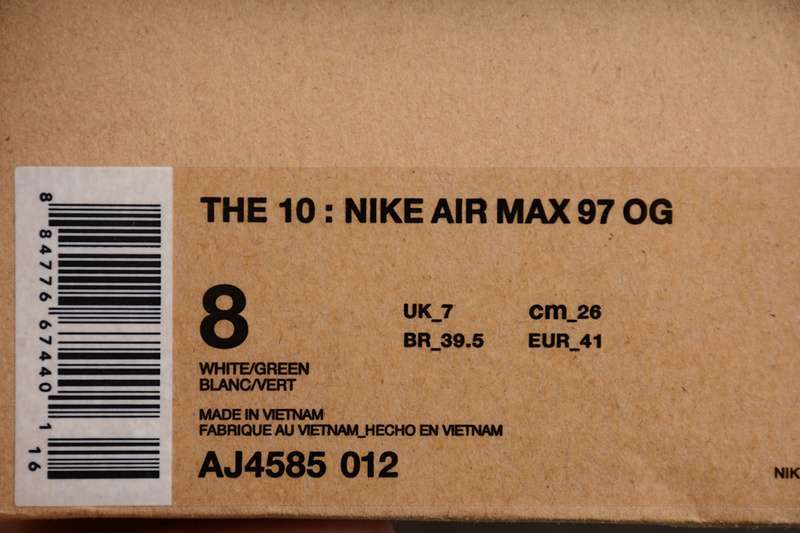 THE 10 : NIKE AIR MAX 97 OG
8
UK_7 cm_26
BR_39.5 EUR_41
WHITE/GREEN
BLANC/VERT
MADE IN VIETNAM
FABRIQUE AU VIETNAM_HECHO EN VIETNAM
AJ4585 012
NIK
8 84776 67440 1
16